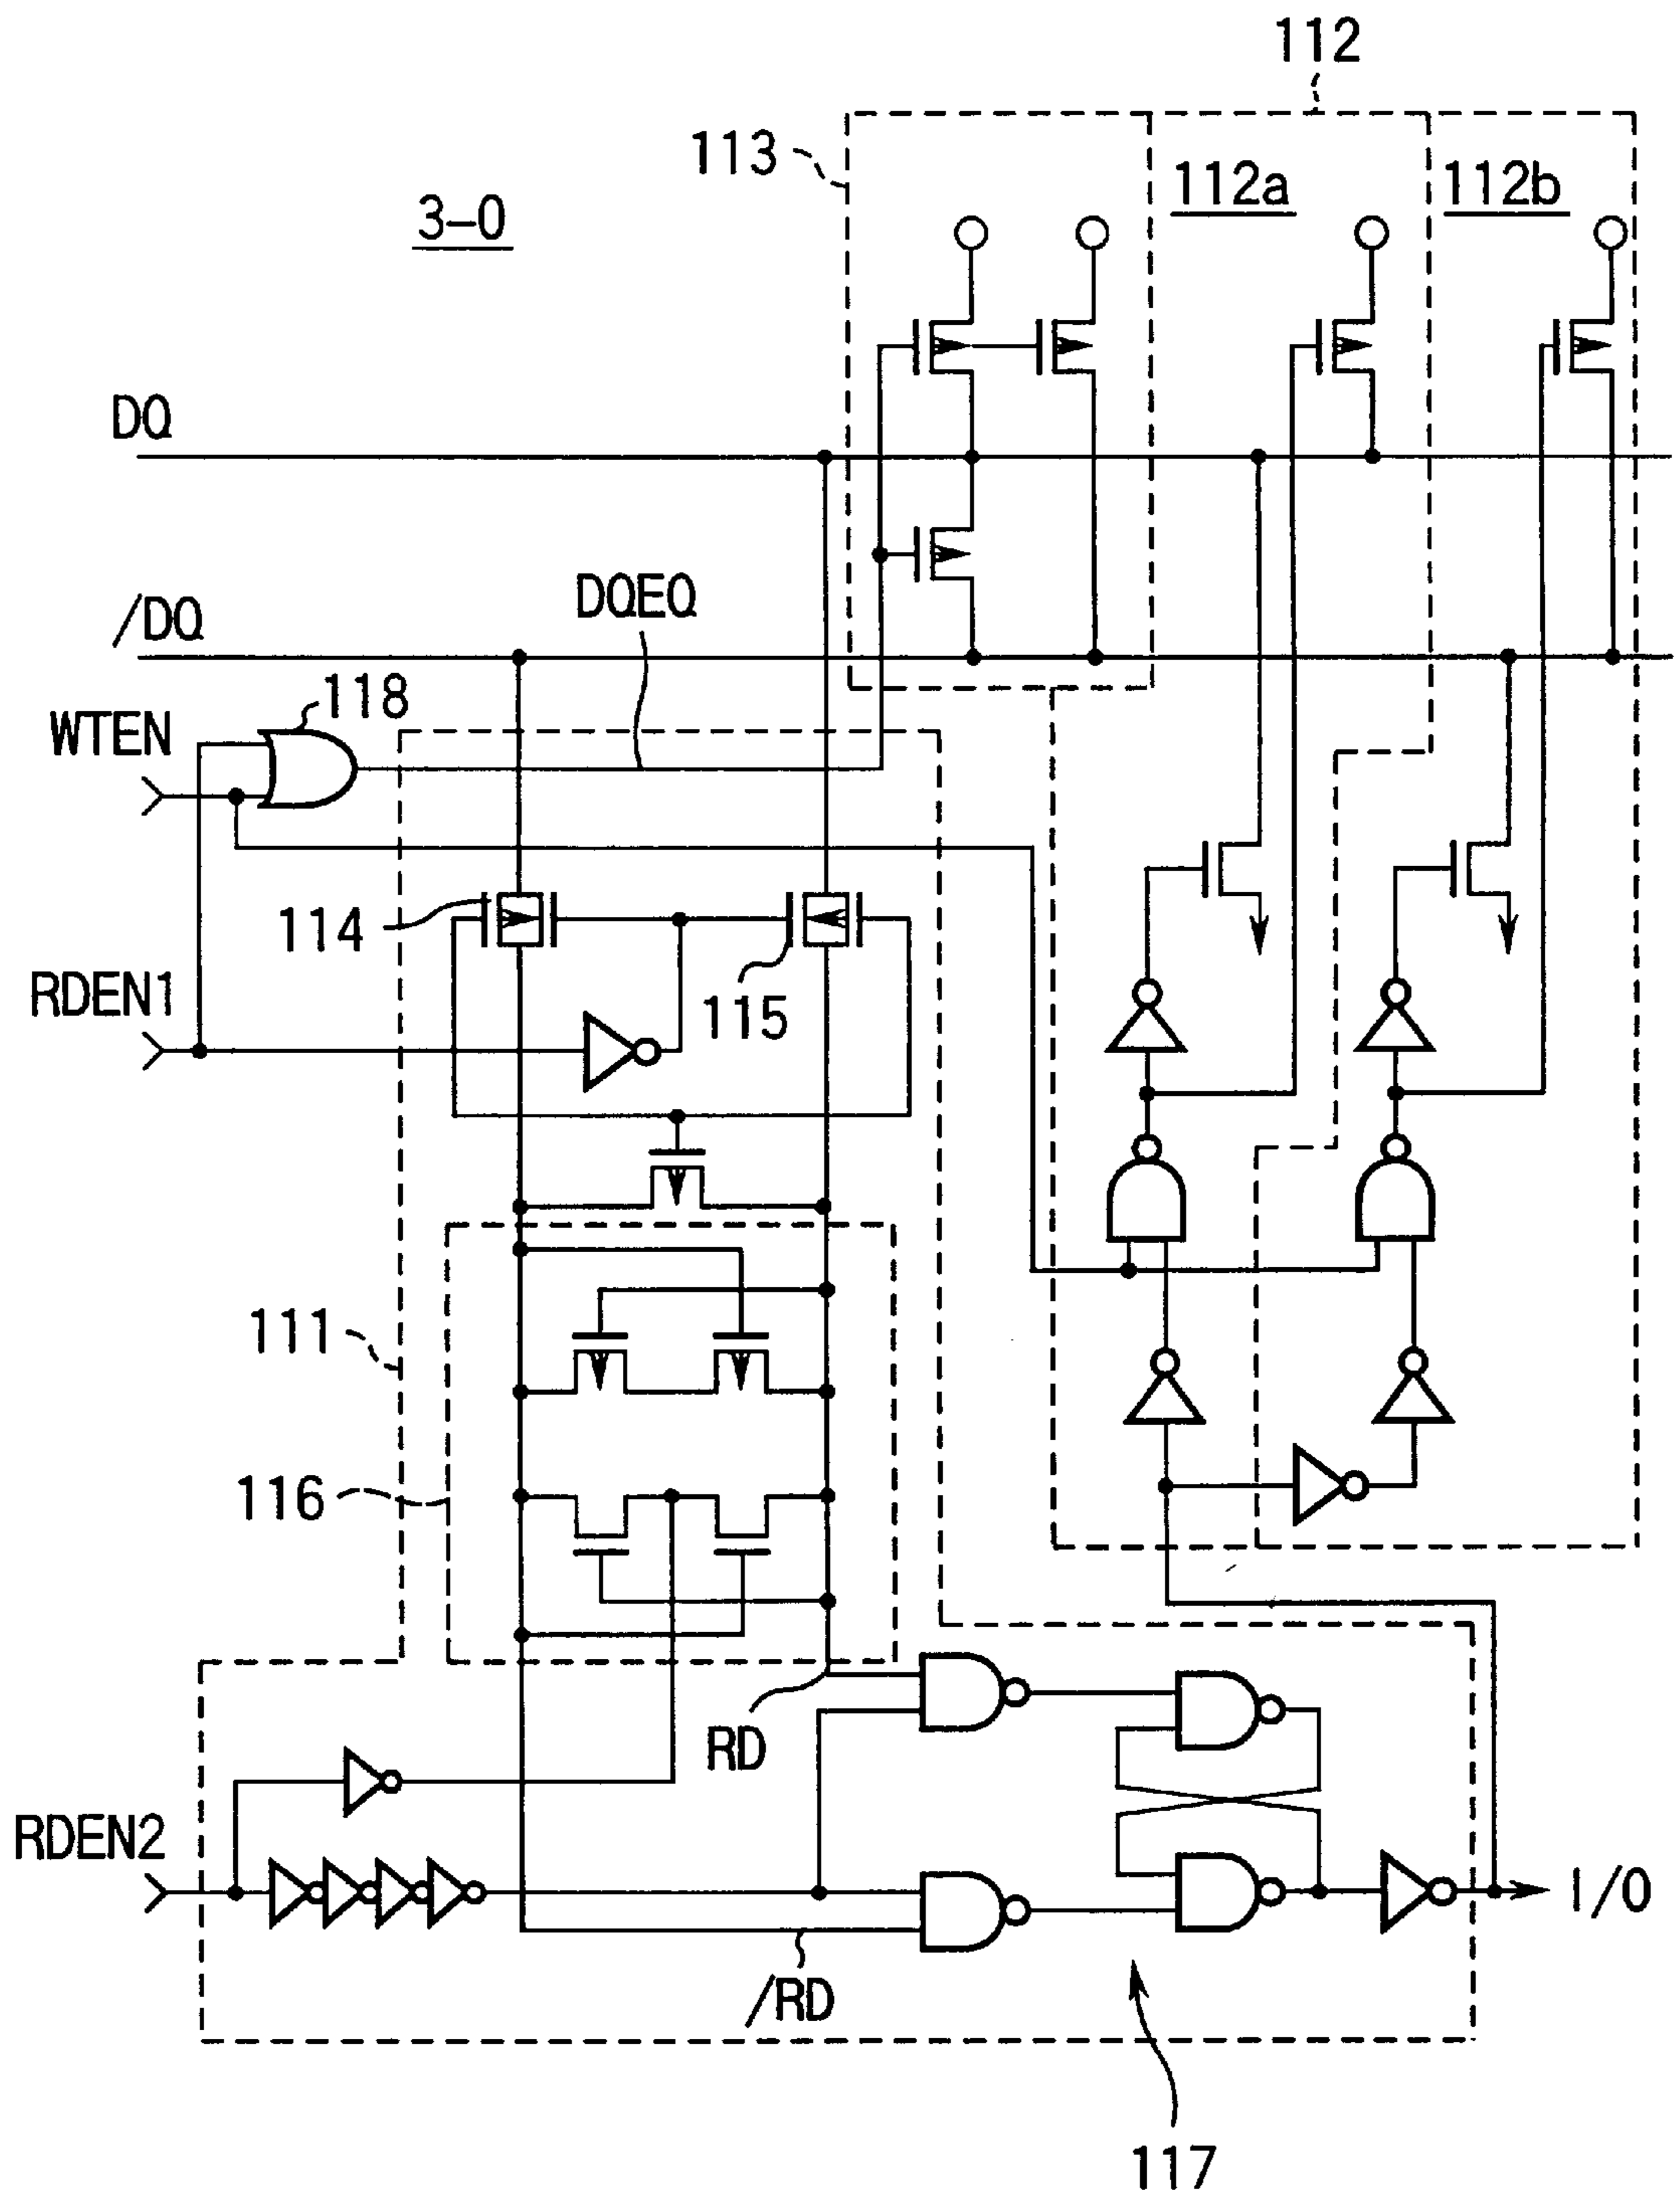 112
113
112a
112b
3-0
DQ
DQEQ
/DQ
118
WTEN
114
RDEN1
115
111
116
RD
RDEN2
I/O
/RD
117